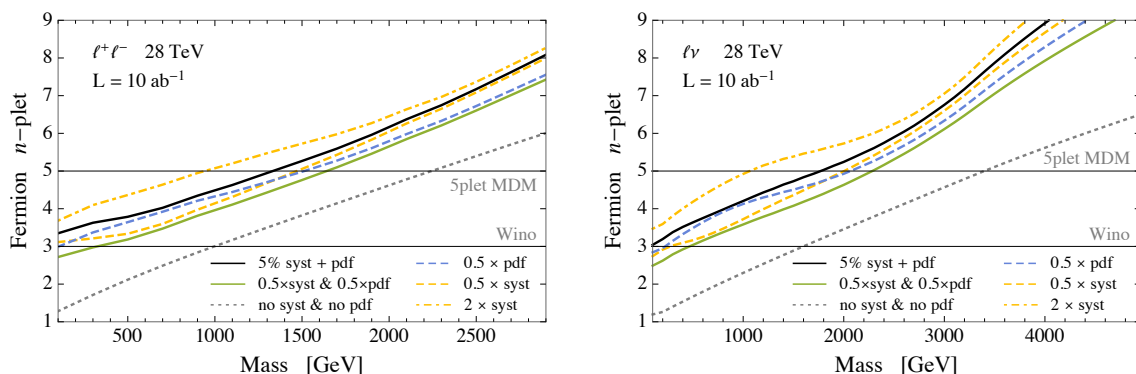 ℓ⁺ℓ⁻ 28 TeV
L = 10 ab⁻¹
Fermion n−plet
9
8
7
6
5
4
3
2
1
5plet MDM
Wino
5% syst + pdf
0.5×syst & 0.5×pdf
no syst & no pdf
0.5 × pdf
0.5 × syst
2 × syst
500 1000 1500 2000 2500
Mass [GeV]
ℓν 28 TeV
L = 10 ab⁻¹
Fermion n−plet
9
8
7
6
5
4
3
2
1
5plet MDM
Wino
5% syst + pdf
0.5×syst & 0.5×pdf
no syst & no pdf
0.5 × pdf
0.5 × syst
2 × syst
1000 2000 3000 4000
Mass [GeV]